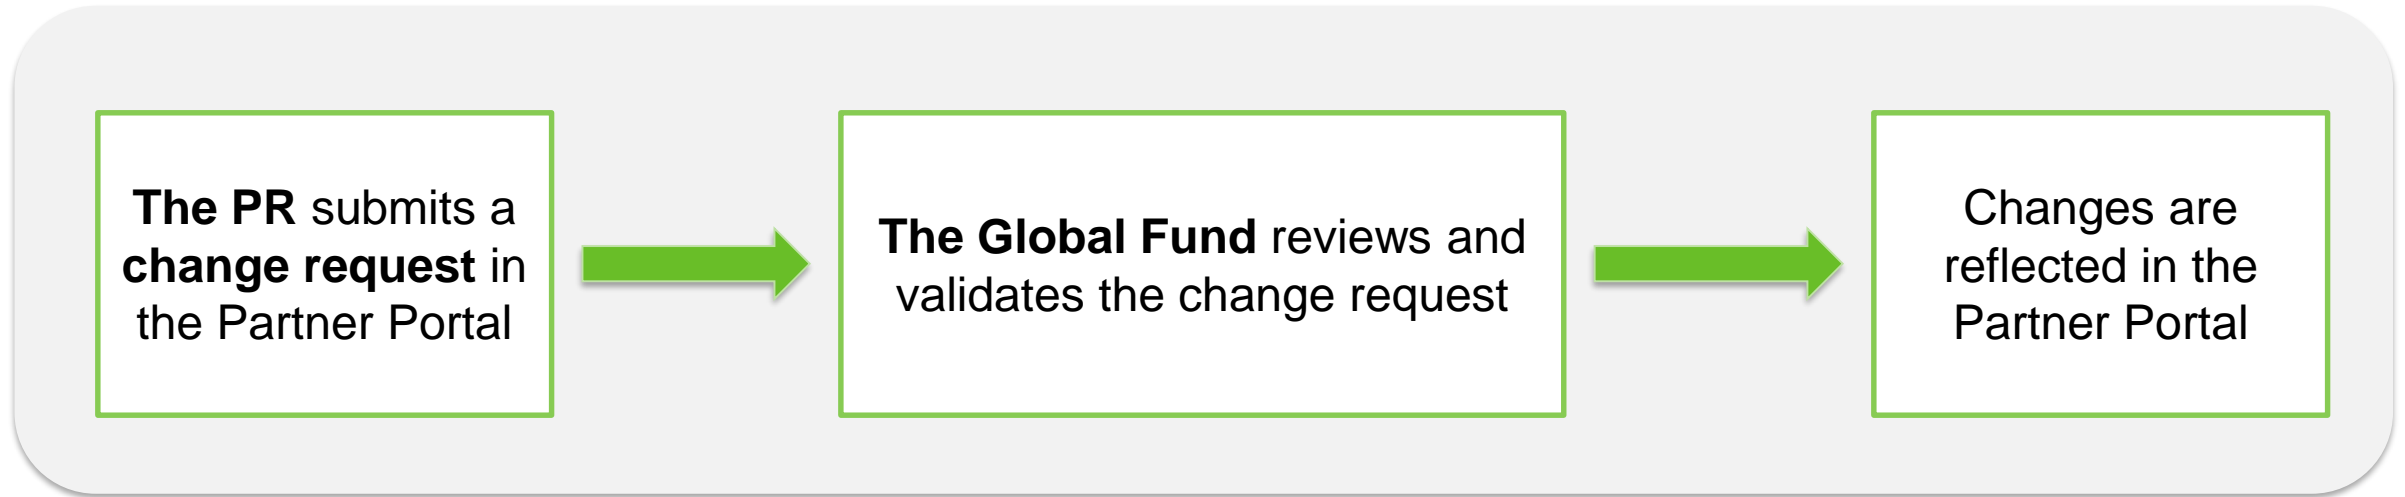 The PR submits a
change request in
the Partner Portal
The Global Fund reviews and
validates the change request
Changes are
reflected in the
Partner Portal